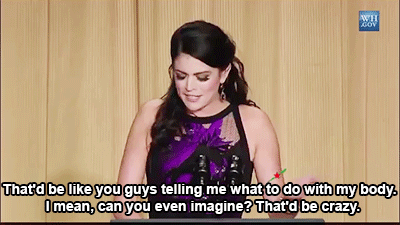 WH
.GOV
That'd be like you guys telling me what to do with my body.
I mean, can you even imagine? That'd be crazy.